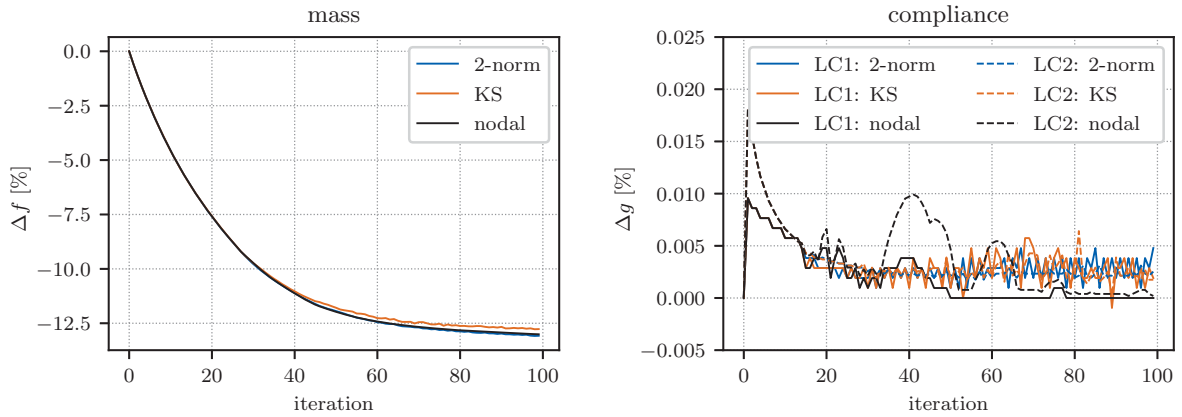 mass
Δf [%]
0.0
−2.5
−5.0
−7.5
−10.0
−12.5
2-norm
KS
nodal
0 20 40 60 80 100
iteration
compliance
Δg [%]
0.025
0.020
0.015
0.010
0.005
0.000
−0.005
LC1: 2-norm LC2: 2-norm
LC1: KS LC2: KS
LC1: nodal LC2: nodal
0 20 40 60 80 100
iteration